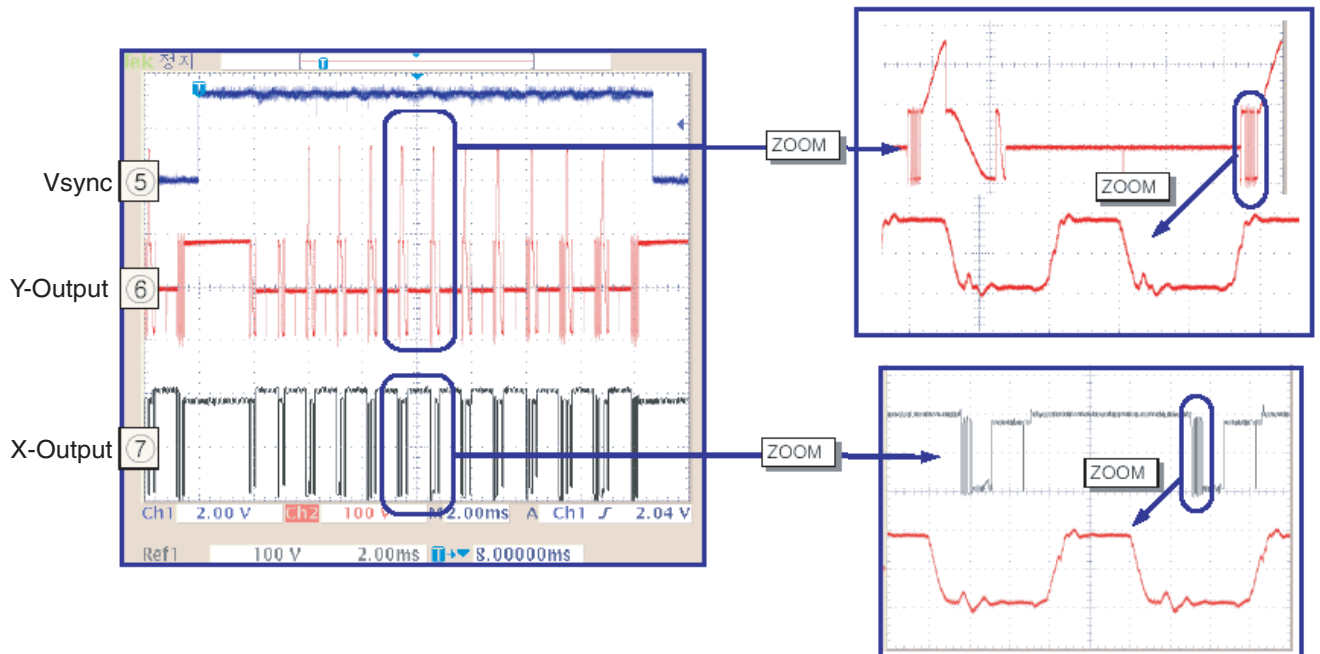 lek 정지
T
T
Vsync ⑤
Y-Output ⑥
X-Output ⑦
Ch1 2.00 V Ch2 100 V M 2.00ms A Ch1 ƒ 2.04 V
Ref1 100 V 2.00ms T→▼ 8.00000ms
ZOOM
ZOOM
ZOOM
ZOOM